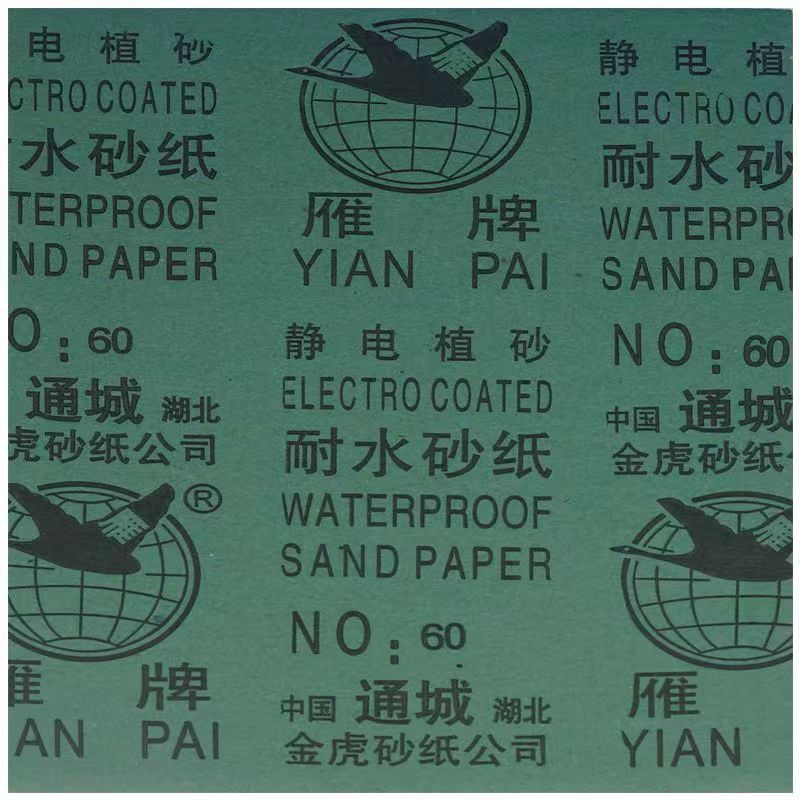 电植砂
CTRO COATED
水砂纸
TERPROOF
ND PAPER
O: 60
通城 湖北
虎砂纸公司
®
牌
AN PAI
雁 牌
YIAN PAI
静电植砂
ELECTRO COATED
耐水砂纸
WATERPROOF
SAND PAPER
NO: 60
中国 通城 湖北
金虎砂纸公司
静电植
ELECTRO COA
耐水砂
WATERPRO
SAND PA
NO: 60
中国 通城
金虎砂纸公
雁
YIAN